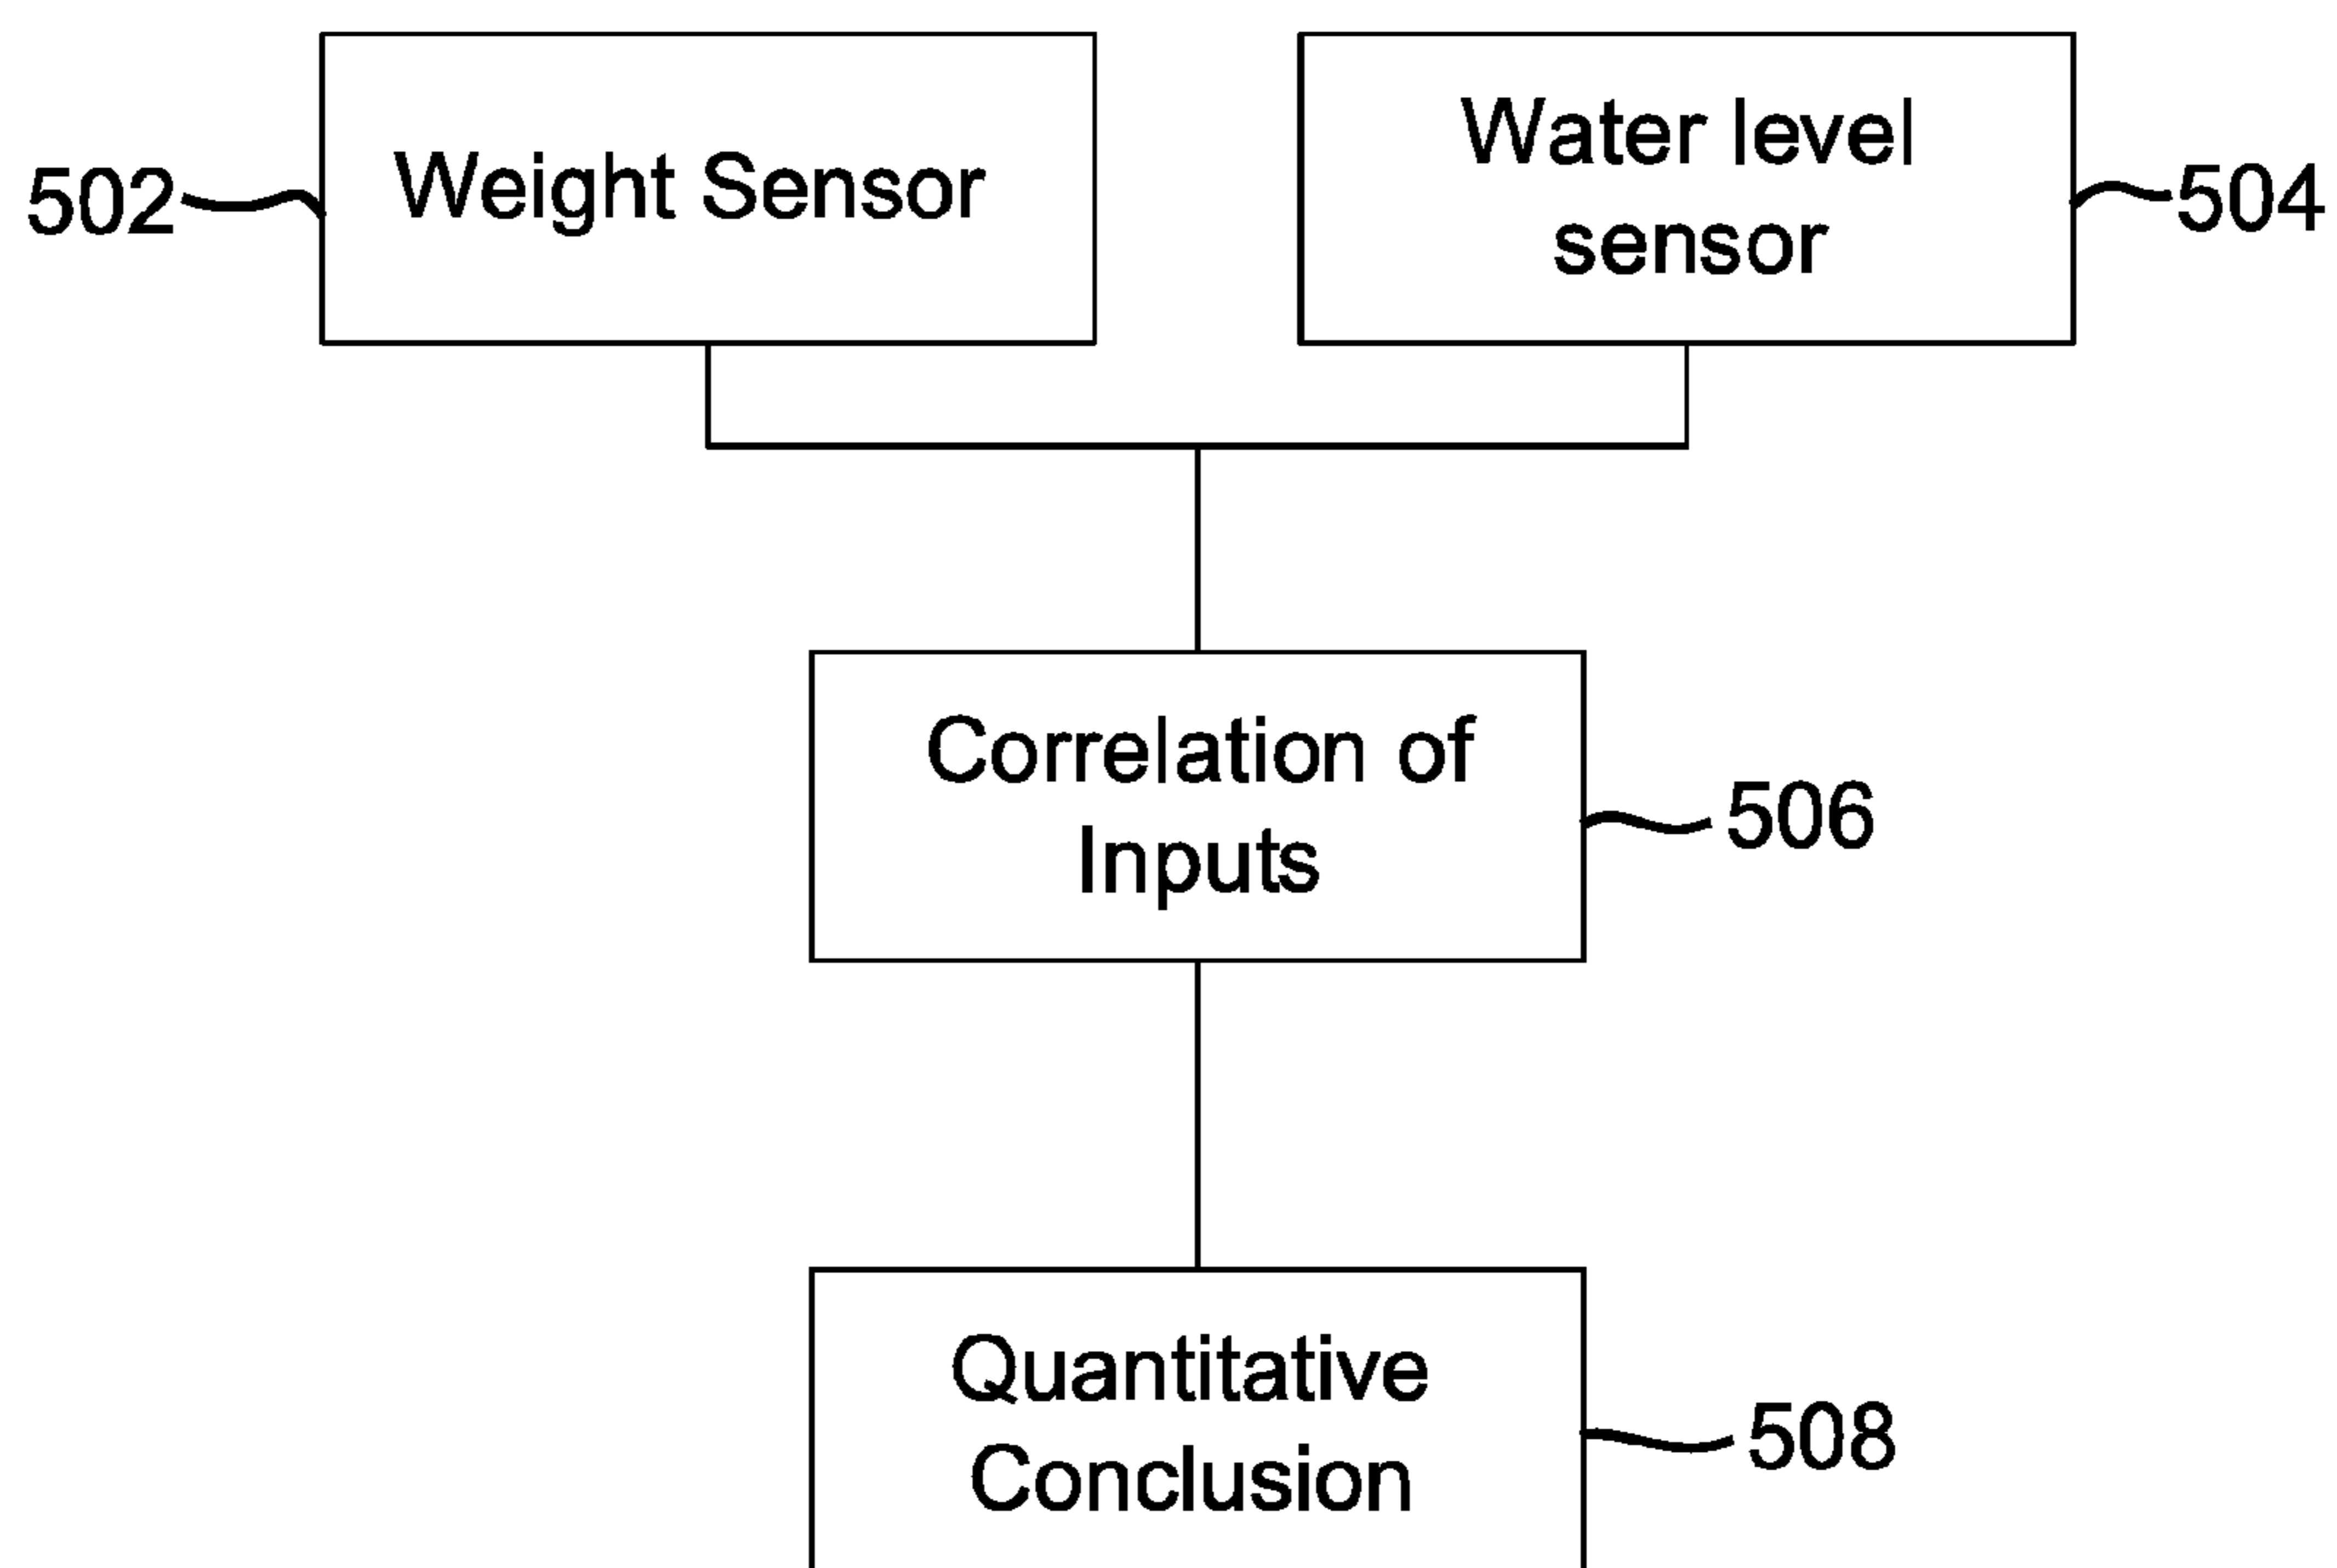 502
Weight Sensor
Water level
sensor
504
Correlation of
Inputs
506
Quantitative
Conclusion
508